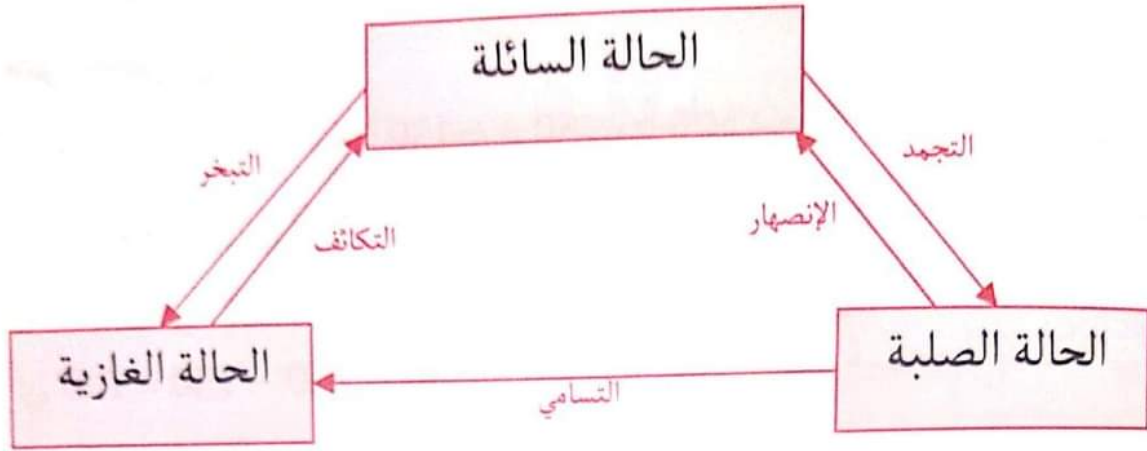 الحالة السائلة
التجمد
التبخر
الإنصهار
التكاثف
الحالة الصلبة
الحالة الغازية
التسامي